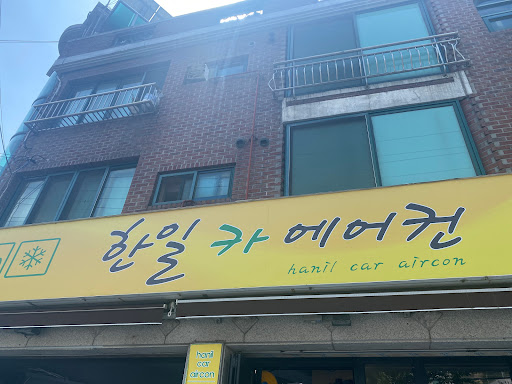 한일 카 에어컨
hanil car aircon
hanil
car
aircon